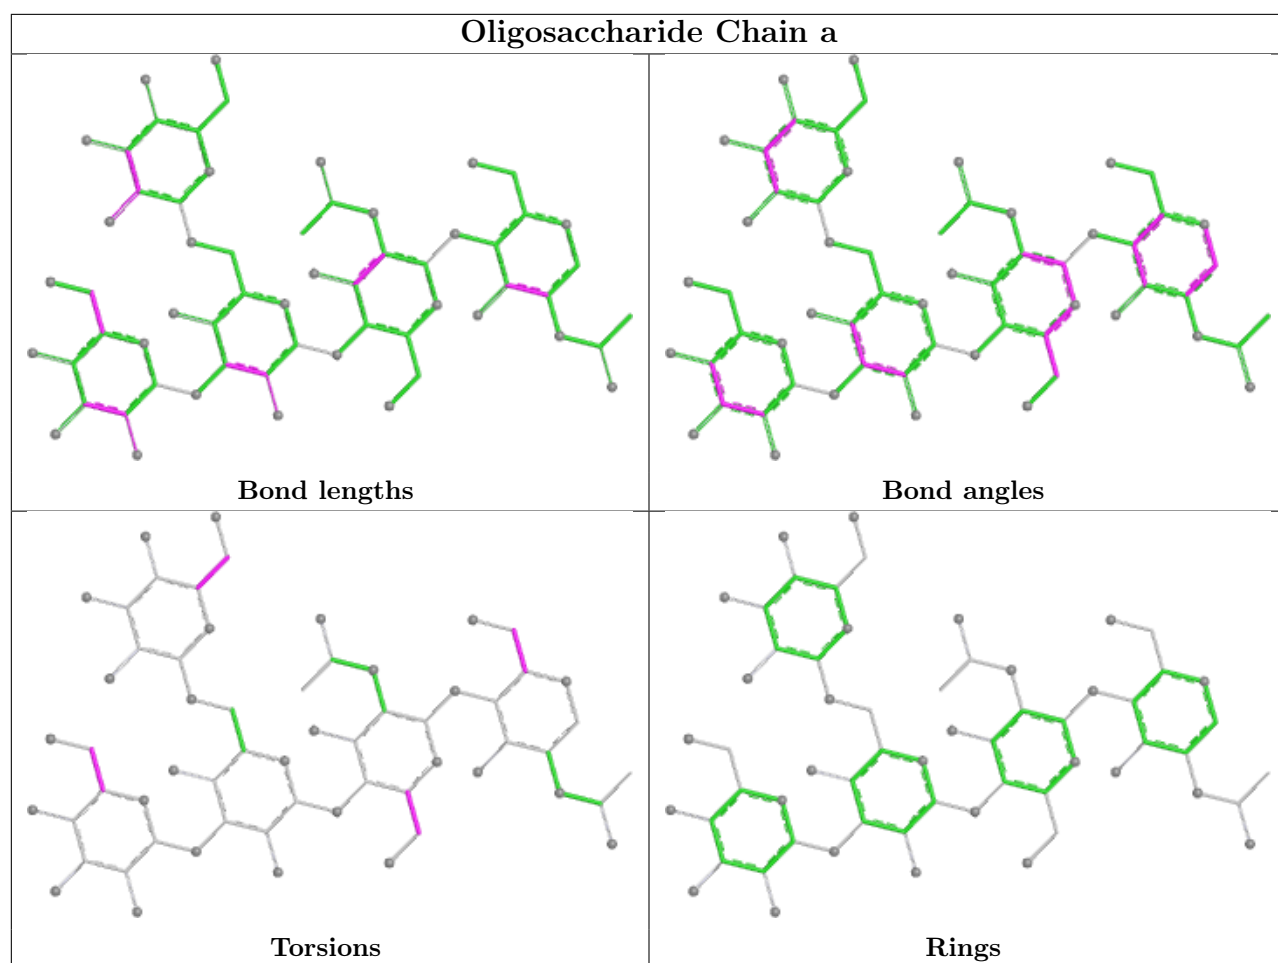 Oligosaccharide Chain a
Bond lengths
Bond angles
Torsions
Rings